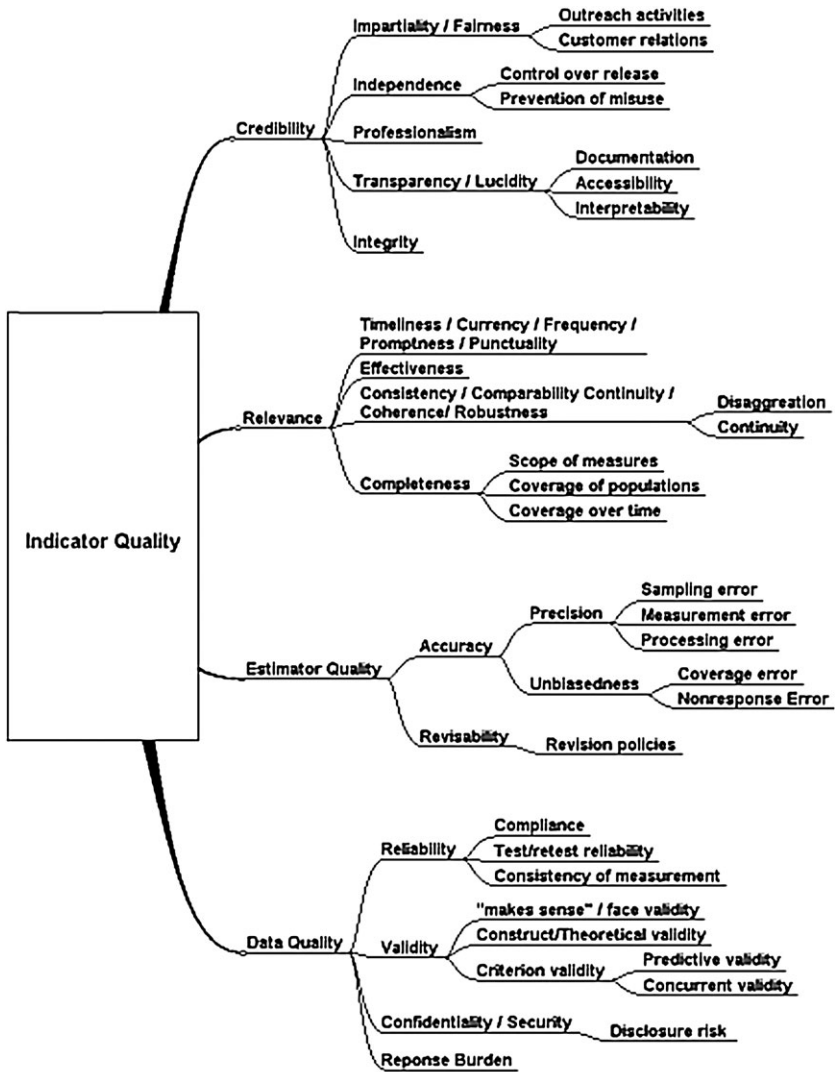 Indicator Quality
Credibility
Impartiality / Fairness
Outreach activities
Customer relations
Independence
Control over release
Prevention of misuse
Professionalism
Transparency / Lucidity
Documentation
Accessibility
Interpretability
Integrity
Relevance
Timeliness / Currency / Frequency /
Promptness / Punctuality
Effectiveness
Consistency / Comparability Continuity /
Coherence/ Robustness
Disaggreation
Continuity
Completeness
Scope of measures
Coverage of populations
Coverage over time
Estimator Quality
Accuracy
Precision
Sampling error
Measurement error
Processing error
Unbiasedness
Coverage error
Nonresponse Error
Revisability
Revision policies
Data Quality
Reliability
Compliance
Test/retest reliability
Consistency of measurement
Validity
"makes sense" / face validity
Construct/Theoretical validity
Criterion validity
Predictive validity
Concurrent validity
Confidentiality / Security
Disclosure risk
Reponse Burden